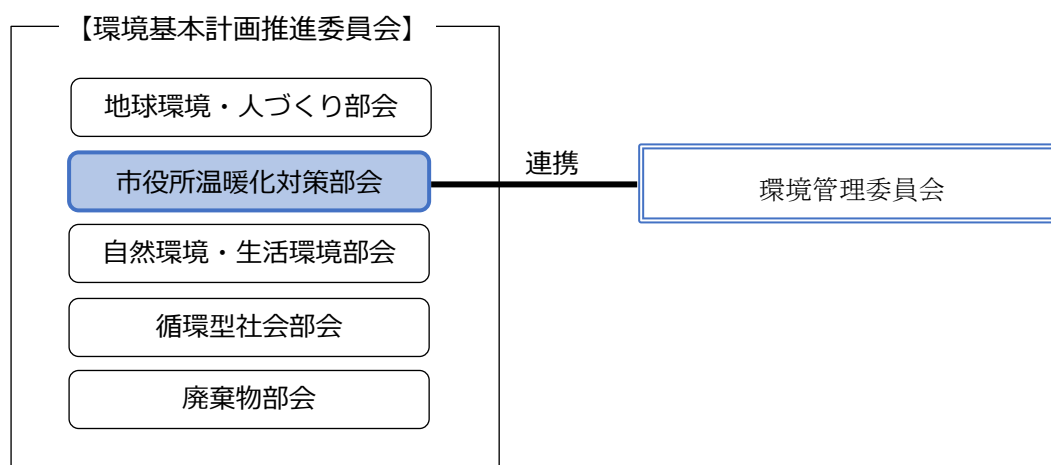 【環境基本計画推進委員会】
地球環境・人づくり部会
市役所温暖化対策部会
連携
環境管理委員会
自然環境・生活環境部会
循環型社会部会
廃棄物部会